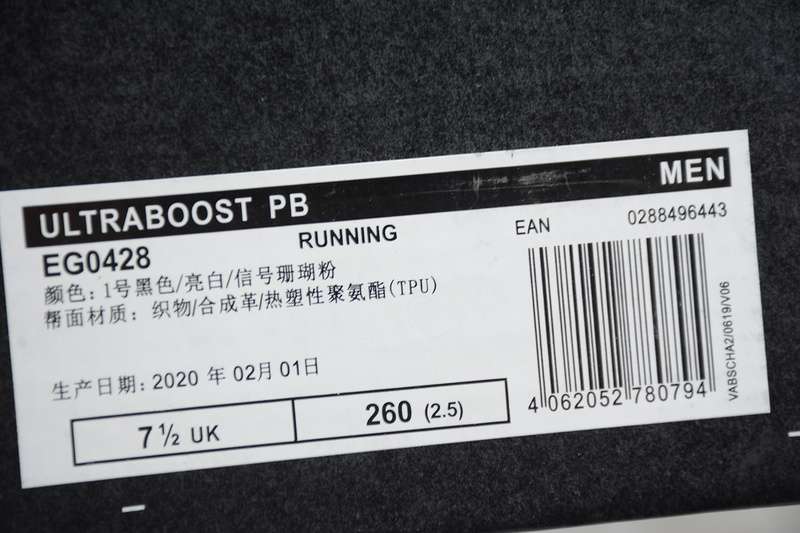 ULTRABOOST PB MEN
EG0428 RUNNING EAN 0288496443
颜色: 1号黑色/亮白/信号珊瑚粉
帮面材质: 织物/合成革/热塑性聚氨酯(TPU)
生产日期: 2020 年 02月 01日
7 1/2 UK 260 (2.5)
4 062052 780794
VABSCHA2/0619/V06